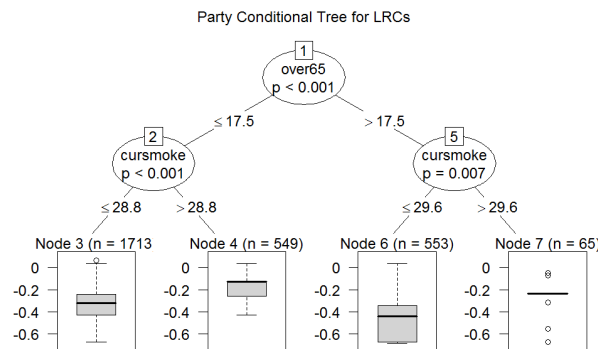 Party Conditional Tree for LRCs
1
over65
p < 0.001
≤ 17.5
> 17.5
2
cursmoke
p < 0.001
5
cursmoke
p = 0.007
≤ 28.8
> 28.8
≤ 29.6
> 29.6
Node 3 (n = 1713
Node 4 (n = 549)
Node 6 (n = 553)
Node 7 (n = 65)
0
-0.2
-0.4
-0.6
0
-0.2
-0.4
-0.6
0
-0.2
-0.4
-0.6
0
-0.2
-0.4
-0.6